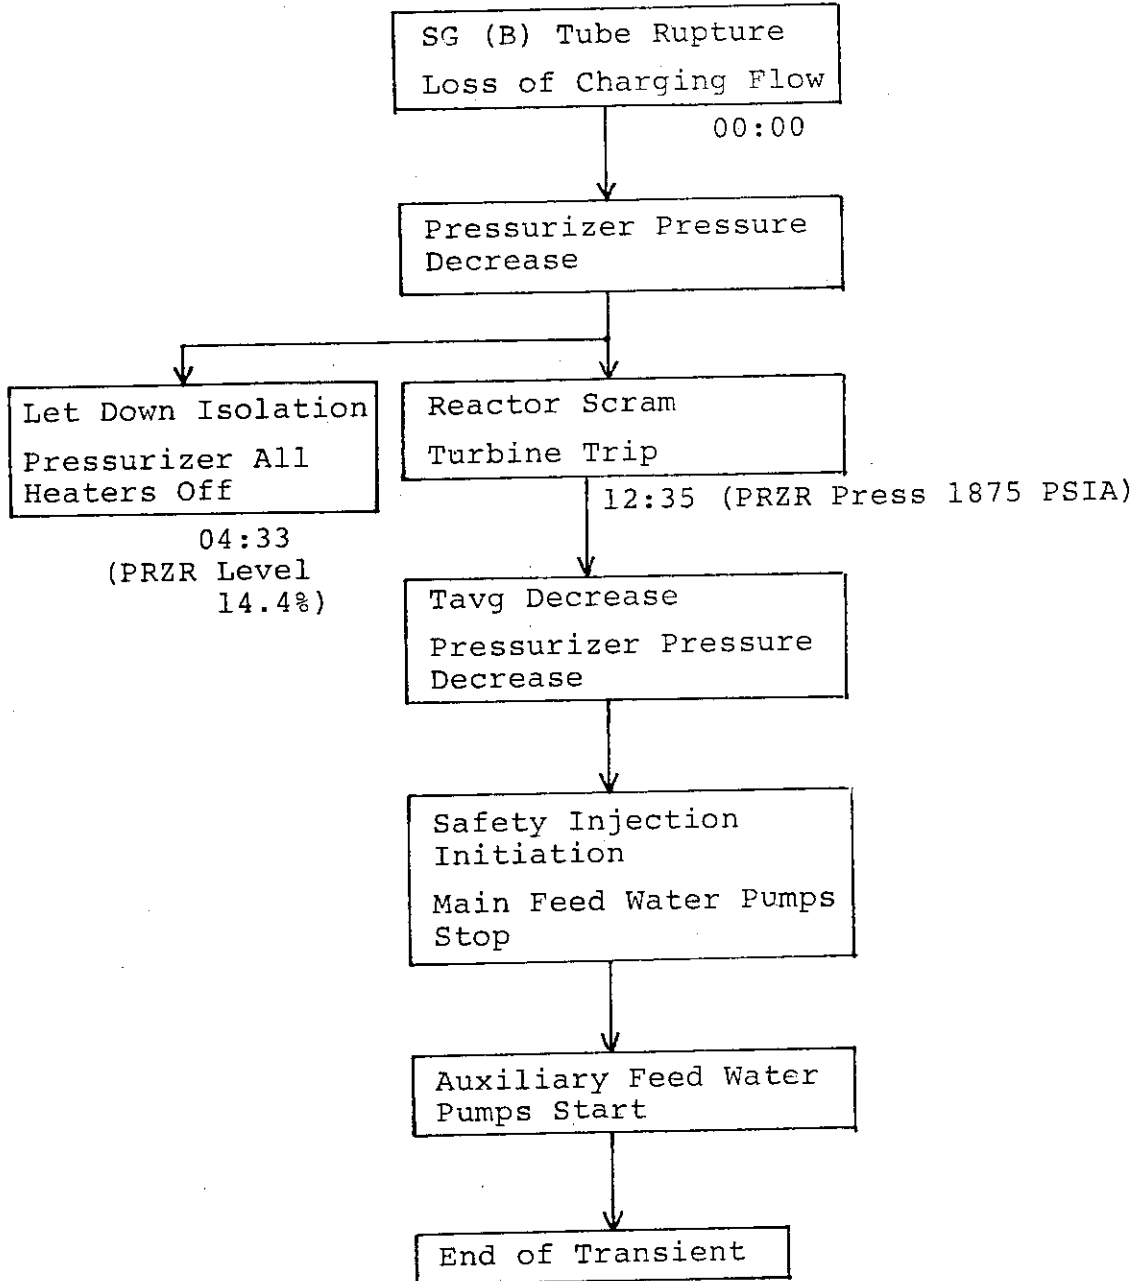 SG (B) Tube Rupture
Loss of Charging Flow
00:00
Pressurizer Pressure
Decrease
Let Down Isolation
Pressurizer All
Heaters Off
04:33
(PRZR Level
14.4%)
Reactor Scram
Turbine Trip
12:35 (PRZR Press 1875 PSIA)
Tavg Decrease
Pressurizer Pressure
Decrease
Safety Injection
Initiation
Main Feed Water Pumps
Stop
Auxiliary Feed Water
Pumps Start
End of Transient